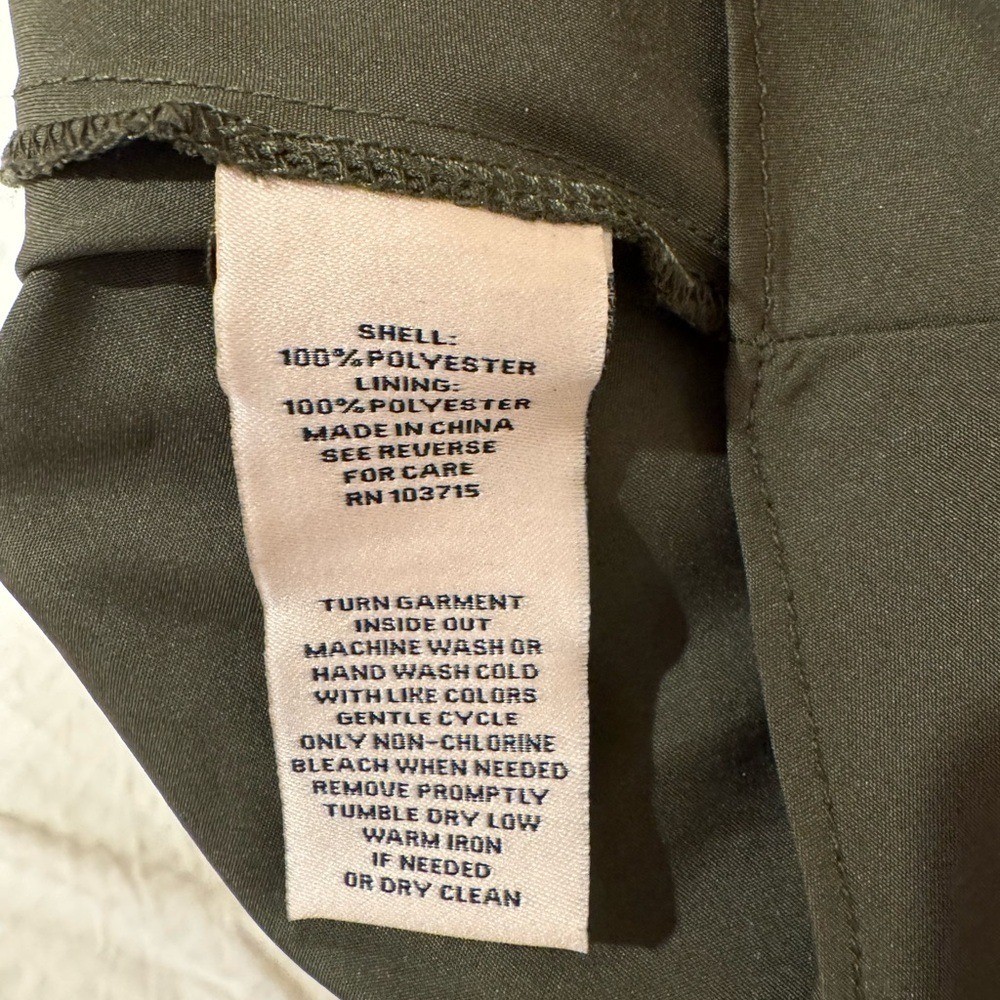 SHELL:
100% POLYESTER
LINING:
100% POLYESTER
MADE IN CHINA
SEE REVERSE
FOR CARE
RN 103715
TURN GARMENT
INSIDE OUT
MACHINE WASH OR
HAND WASH COLD
WITH LIKE COLORS
GENTLE CYCLE
ONLY NON-CHLORINE
BLEACH WHEN NEEDED
REMOVE PROMPTLY
TUMBLE DRY LOW
WARM IRON
IF NEEDED
OR DRY CLEAN